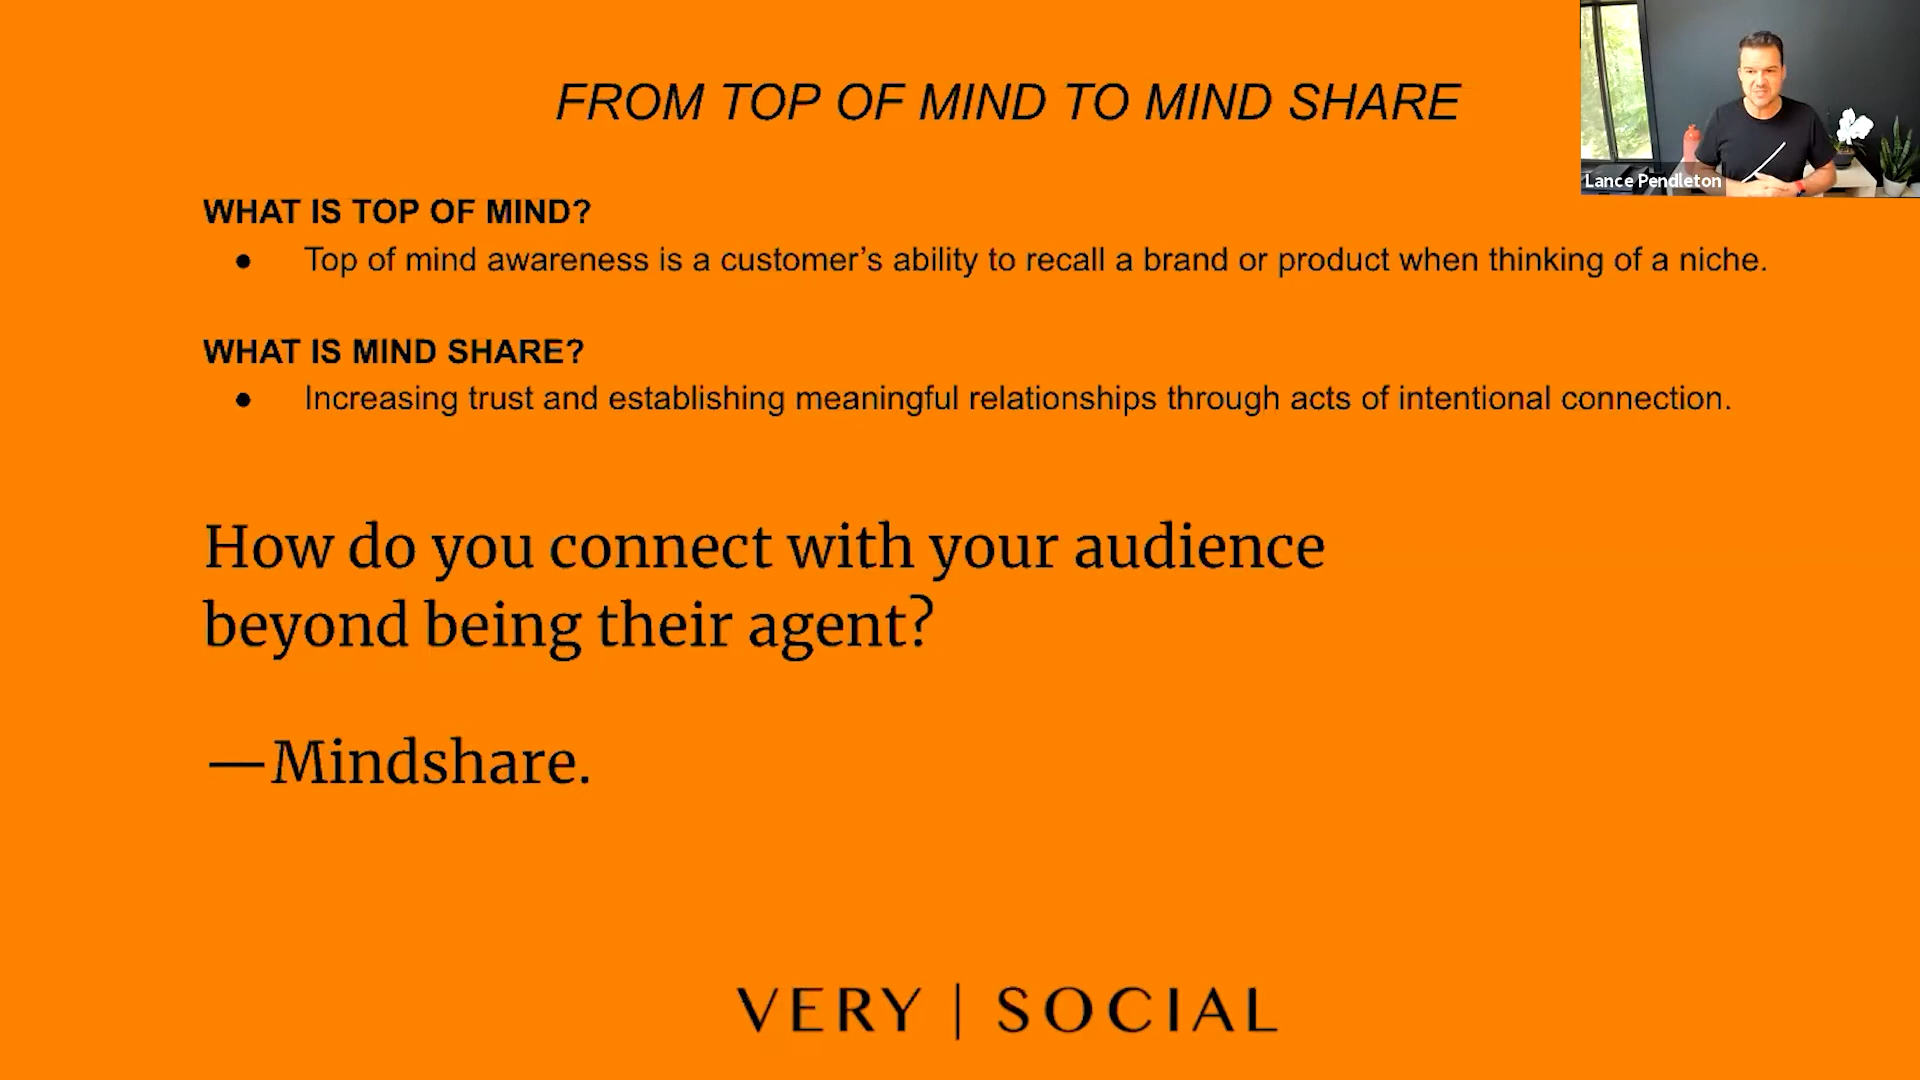 FROM TOP OF MIND TO MIND SHARE
Lance Pendleton
WHAT IS TOP OF MIND?
● Top of mind awareness is a customer’s ability to recall a brand or product when thinking of a niche.
WHAT IS MIND SHARE?
● Increasing trust and establishing meaningful relationships through acts of intentional connection.
How do you connect with your audience
beyond being their agent?
—Mindshare.
VERY | SOCIAL